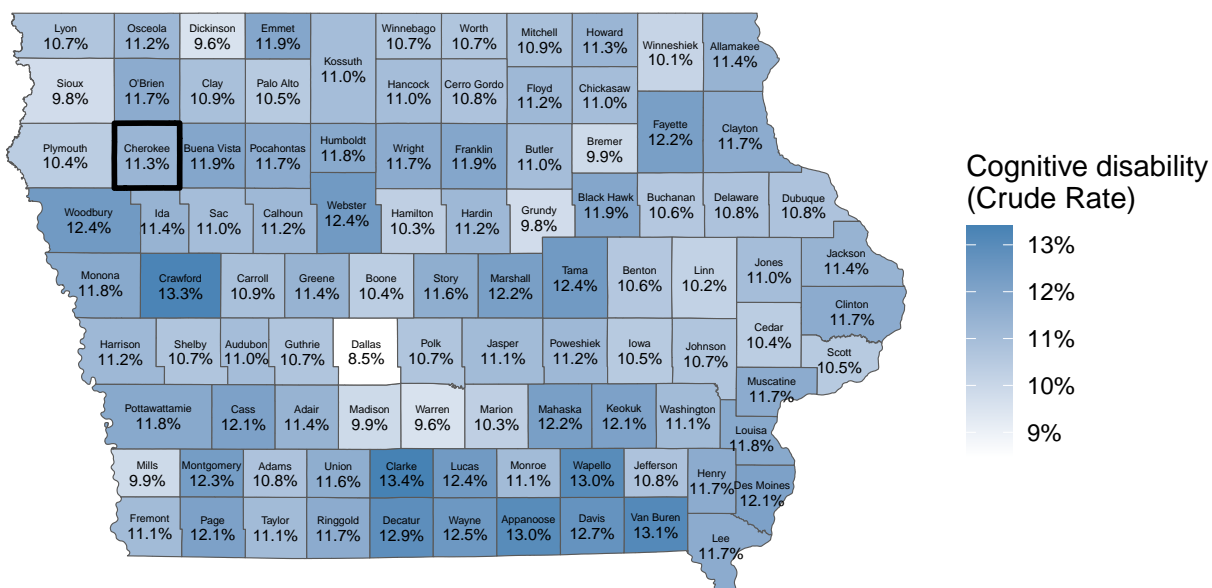 Lyon
10.7%
Osceola
11.2%
Dickinson
9.6%
Emmet
11.9%
Kossuth
11.0%
Winnebago
10.7%
Worth
10.7%
Mitchell
10.9%
Howard
11.3%
Winneshiek
10.1%
Allamakee
11.4%
Sioux
9.8%
O'Brien
11.7%
Clay
10.9%
Palo Alto
10.5%
Hancock
11.0%
Cerro Gordo
10.8%
Floyd
11.2%
Chickasaw
11.0%
Fayette
12.2%
Clayton
11.7%
Plymouth
10.4%
Cherokee
11.3%
Buena Vista
11.9%
Pocahontas
11.7%
Humboldt
11.8%
Wright
11.7%
Franklin
11.9%
Butler
11.0%
Bremer
9.9%
Woodbury
12.4%
Ida
11.4%
Sac
11.0%
Calhoun
11.2%
Webster
12.4%
Hamilton
10.3%
Hardin
11.2%
Grundy
9.8%
Black Hawk
11.9%
Buchanan
10.6%
Delaware
10.8%
Dubuque
10.8%
Monona
11.8%
Crawford
13.3%
Carroll
10.9%
Greene
11.4%
Boone
10.4%
Story
11.6%
Marshall
12.2%
Tama
12.4%
Benton
10.6%
Linn
10.2%
Jones
11.0%
Jackson
11.4%
Clinton
11.7%
Harrison
11.2%
Shelby
10.7%
Audubon
11.0%
Guthrie
10.7%
Dallas
8.5%
Polk
10.7%
Jasper
11.1%
Poweshiek
11.2%
Iowa
10.5%
Johnson
10.7%
Cedar
10.4%
Scott
10.5%
Muscatine
11.7%
Pottawattamie
11.8%
Cass
12.1%
Adair
11.4%
Madison
9.9%
Warren
9.6%
Marion
10.3%
Mahaska
12.2%
Keokuk
12.1%
Washington
11.1%
Louisa
11.8%
Mills
9.9%
Montgomery
12.3%
Adams
10.8%
Union
11.6%
Clarke
13.4%
Lucas
12.4%
Monroe
11.1%
Wapello
13.0%
Jefferson
10.8%
Henry
11.7%
Des Moines
12.1%
Fremont
11.1%
Page
12.1%
Taylor
11.1%
Ringgold
11.7%
Decatur
12.9%
Wayne
12.5%
Appanoose
13.0%
Davis
12.7%
Van Buren
13.1%
Lee
11.7%
Cognitive disability
(Crude Rate)
13%
12%
11%
10%
9%